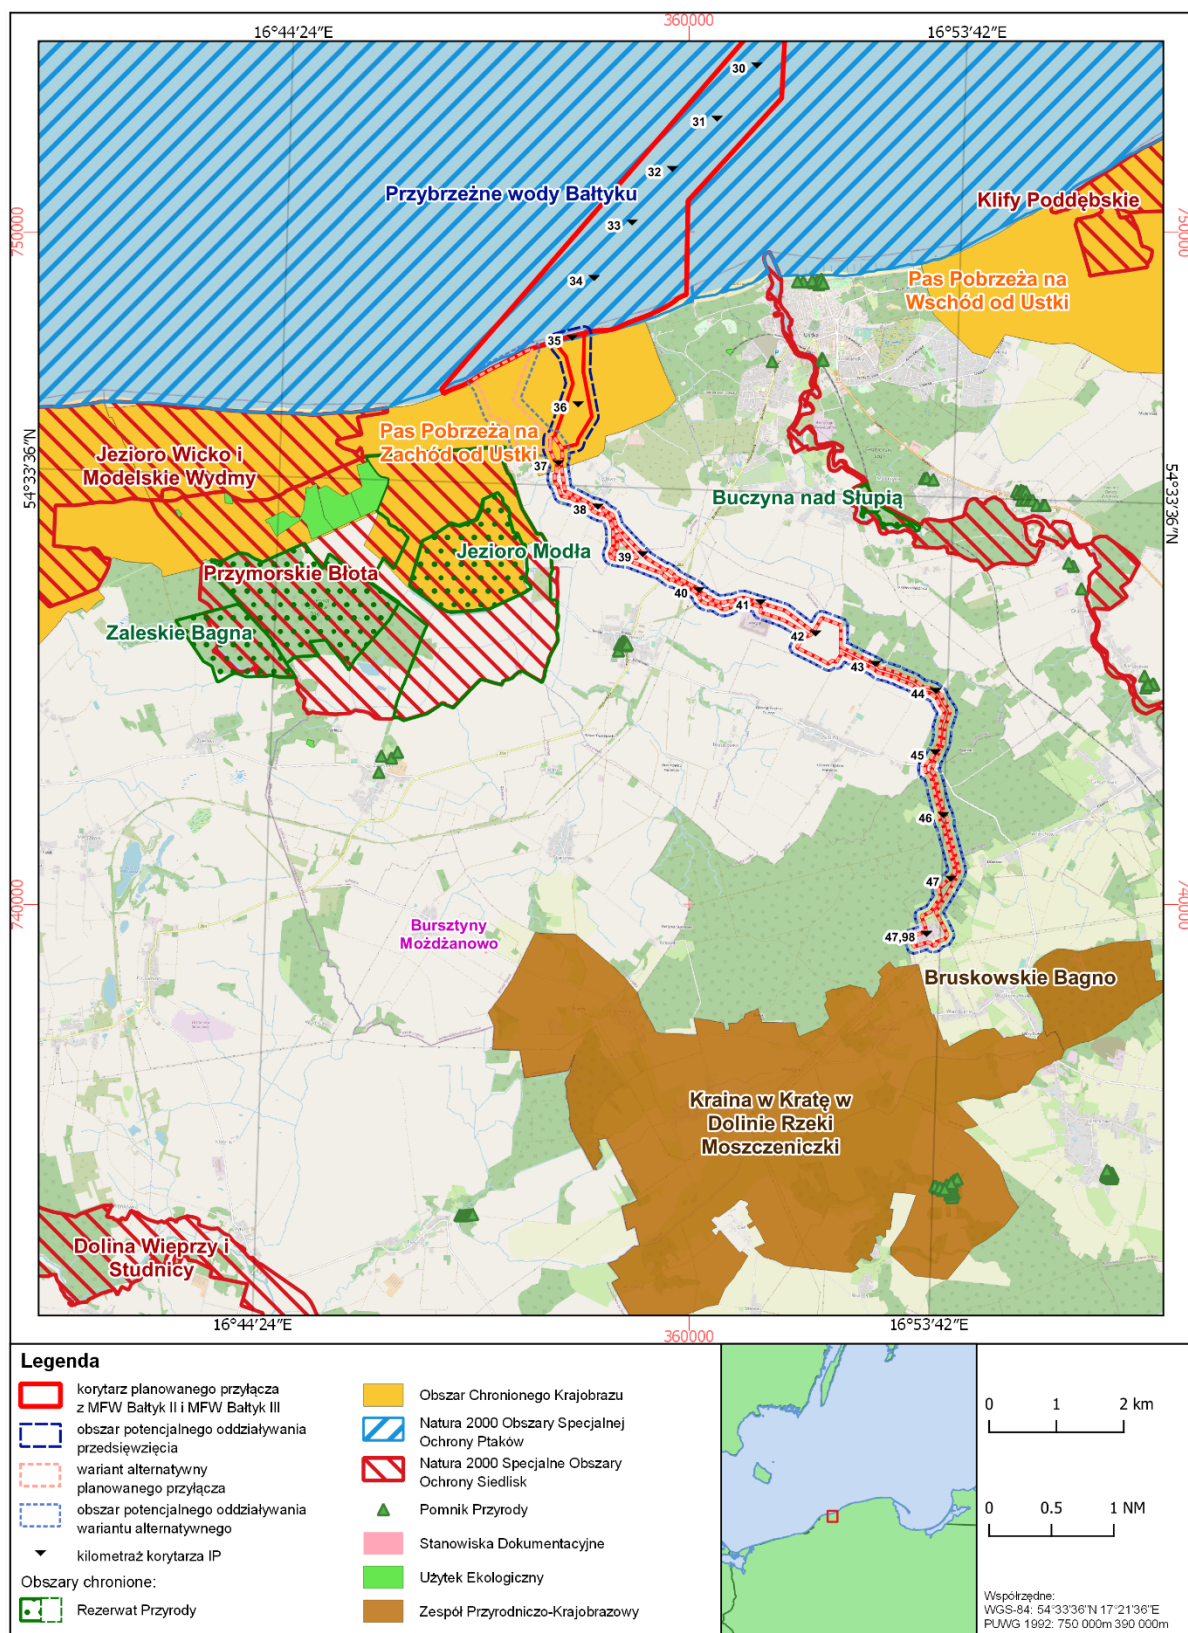 360000
16°44'24"E
16°53'42"E
30
31
32
Przybrzeżne wody Bałtyku
Klify Poddębskie
33
750000
750000
34
Pas Pobrzeża na
Wschód od Ustki
35
Ustka
36
Pas Pobrzeża na
Zachód od Ustki
37
Jezioro Wicko i
Modelskie Wydmy
54°33'36"N
54°33'36"N
Buczyna nad Słupią
38
Jezioro Modła
39
Przymorskie Błota
40
41
Zaleskie Bagna
42
43
44
45
46
47
740000
740000
Bursztyny
Możdżanowo
47,98
Bruskowskie Bagno
Kraina w Kratę w
Dolinie Rzeki
Moszczeniczki
Dolina Wieprzy i
Studnicy
16°44'24"E
360000
16°53'42"E
Legenda
korytarz planowanego przyłącza
z MFW Bałtyk II i MFW Bałtyk III
obszar potencjalnego oddziaływania
przedsięwzięcia
wariant alternatywny
planowanego przyłącza
obszar potencjalnego oddziaływania
wariantu alternatywnego
kilometraż korytarza IP
Obszary chronione:
Rezerwat Przyrody
Obszar Chronionego Krajobrazu
Natura 2000 Obszary Specjalnej
Ochrony Ptaków
Natura 2000 Specjalne Obszary
Ochrony Siedlisk
Pomnik Przyrody
Stanowiska Dokumentacyjne
Użytek Ekologiczny
Zespół Przyrodniczo-Krajobrazowy
0 1 2 km
0 0.5 1 NM
Współrzędne:
WGS-84: 54°33'36"N 17°21'36"E
PUWG 1992: 750 000m 390 000m